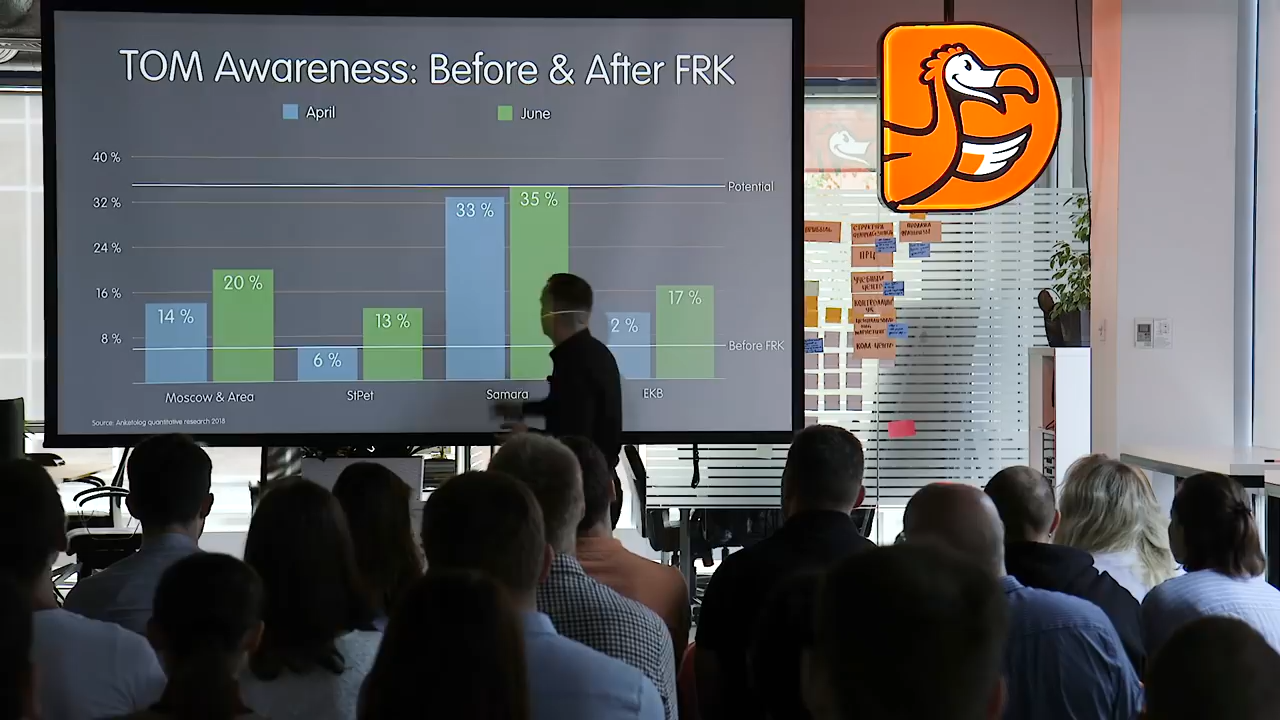 TOM Awareness: Before & After FRK
April
June
40 %
Potential
32 %
33 %
35 %
24 %
20 %
16 %
14 %
13 %
2 %
17 %
8 %
6 %
Before FRK
Moscow & Area
StPet
Samara
EKB
Source: Anketolog quantitative research 2018